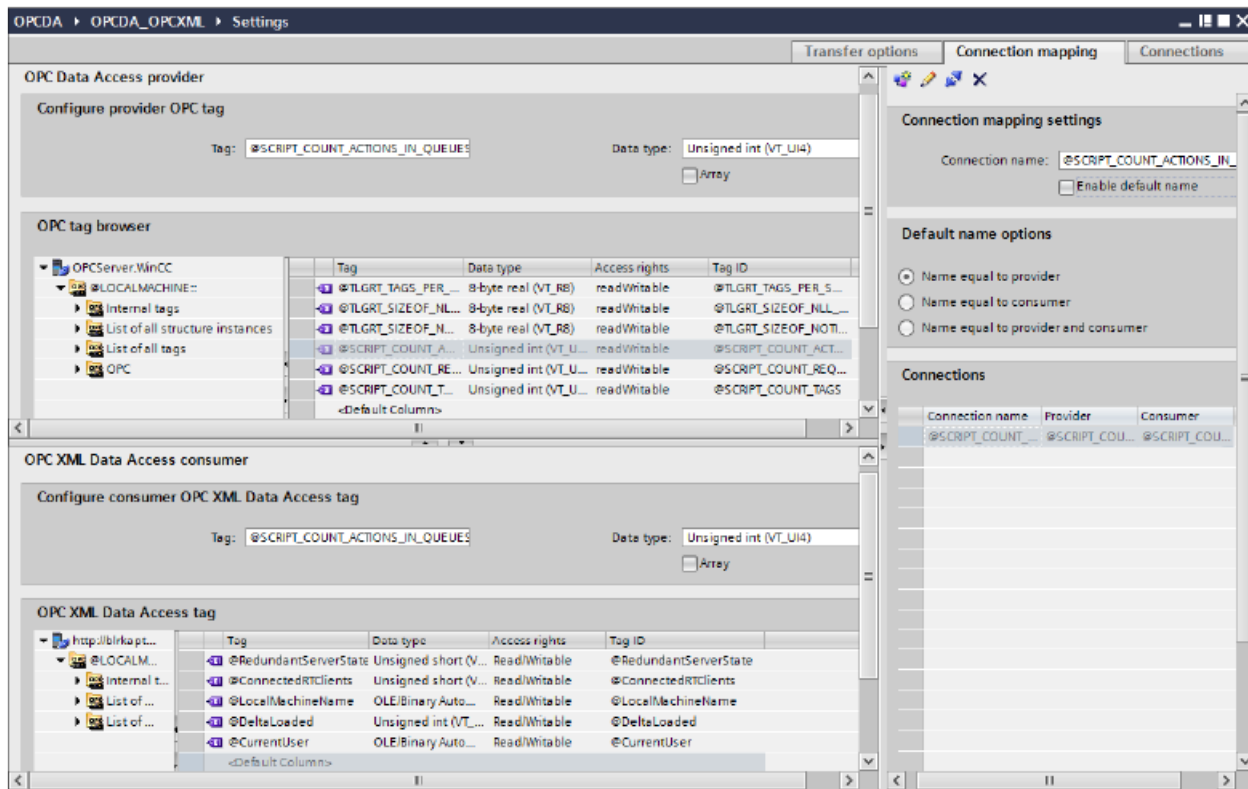 OPCDA ▸ OPCDA_OPCXML ▸ Settings
Transfer options Connection mapping Connections
OPC Data Access provider
Configure provider OPC tag
Tag: @SCRIPT_COUNT_ACTIONS_IN_QUEUES Data type: Unsigned int (VT_UI4)
Array
OPC tag browser
OPCServer.WinCC
@LOCALMACHINE::
Internal tags
List of all structure instances
List of all tags
OPC
Tag Data type Access rights Tag ID
@TLGRT_TAGS_PER_... 8-byte real (VT_R8) readWritable @TLGRT_TAGS_PER_S...
@TLGRT_SIZEOF_NL... 8-byte real (VT_R8) readWritable @TLGRT_SIZEOF_NLL_...
@TLGRT_SIZEOF_N... 8-byte real (VT_R8) readWritable @TLGRT_SIZEOF_NOTI...
@SCRIPT_COUNT_A... Unsigned int (VT_U... readWritable @SCRIPT_COUNT_ACT...
@SCRIPT_COUNT_RE... Unsigned int (VT_U... readWritable @SCRIPT_COUNT_REQ...
@SCRIPT_COUNT_T... Unsigned int (VT_U... readWritable @SCRIPT_COUNT_TAGS
<Default Column>
OPC XML Data Access consumer
Configure consumer OPC XML Data Access tag
Tag: @SCRIPT_COUNT_ACTIONS_IN_QUEUES Data type: Unsigned int (VT_UI4)
Array
OPC XML Data Access tag
http://blrkapt...
@LOCALM...
Internal t...
List of ...
List of ...
Tag Data type Access rights Tag ID
@RedundantServerState Unsigned short (V... Read/Writable @RedundantServerState
@ConnectedRTClients Unsigned short (V... Read/Writable @ConnectedRTClients
@LocalMachineName OLE/Binary Auto... Read/Writable @LocalMachineName
@DeltaLoaded Unsigned int (VT_... Read/Writable @DeltaLoaded
@CurrentUser OLE/Binary Auto... Read/Writable @CurrentUser
<Default Column>
Connection mapping settings
Connection name: @SCRIPT_COUNT_ACTIONS_IN_
Enable default name
Default name options
Name equal to provider
Name equal to consumer
Name equal to provider and consumer
Connections
Connection name Provider Consumer
@SCRIPT_COUNT_... @SCRIPT_COU... @SCRIPT_COU...